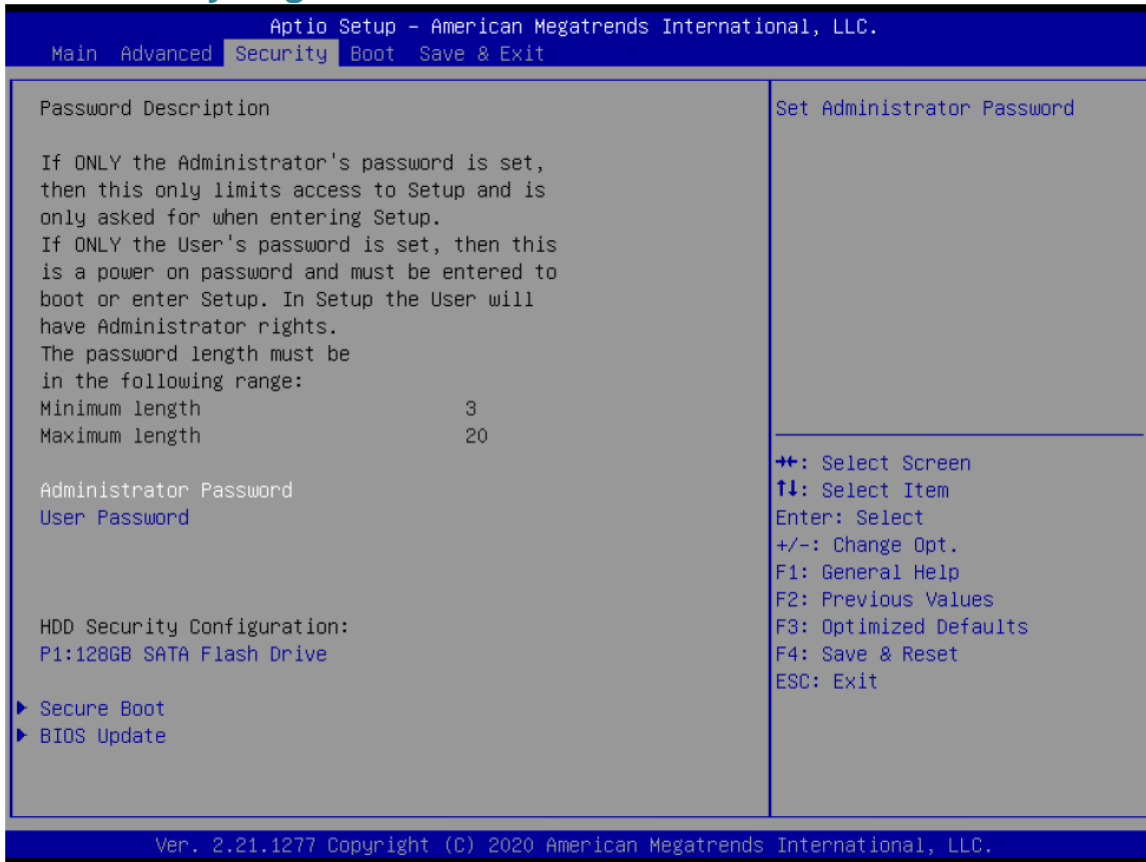 Aptio Setup – American Megatrends International, LLC.
Main Advanced Security Boot Save & Exit
Password Description
If ONLY the Administrator's password is set,
then this only limits access to Setup and is
only asked for when entering Setup.
If ONLY the User's password is set, then this
is a power on password and must be entered to
boot or enter Setup. In Setup the User will
have Administrator rights.
The password length must be
in the following range:
Minimum length 3
Maximum length 20
Administrator Password
User Password
HDD Security Configuration:
P1:128GB SATA Flash Drive
Secure Boot
BIOS Update
Set Administrator Password
→←: Select Screen
↑↓: Select Item
Enter: Select
+/-: Change Opt.
F1: General Help
F2: Previous Values
F3: Optimized Defaults
F4: Save & Reset
ESC: Exit
Ver. 2.21.1277 Copyright (C) 2020 American Megatrends International, LLC.